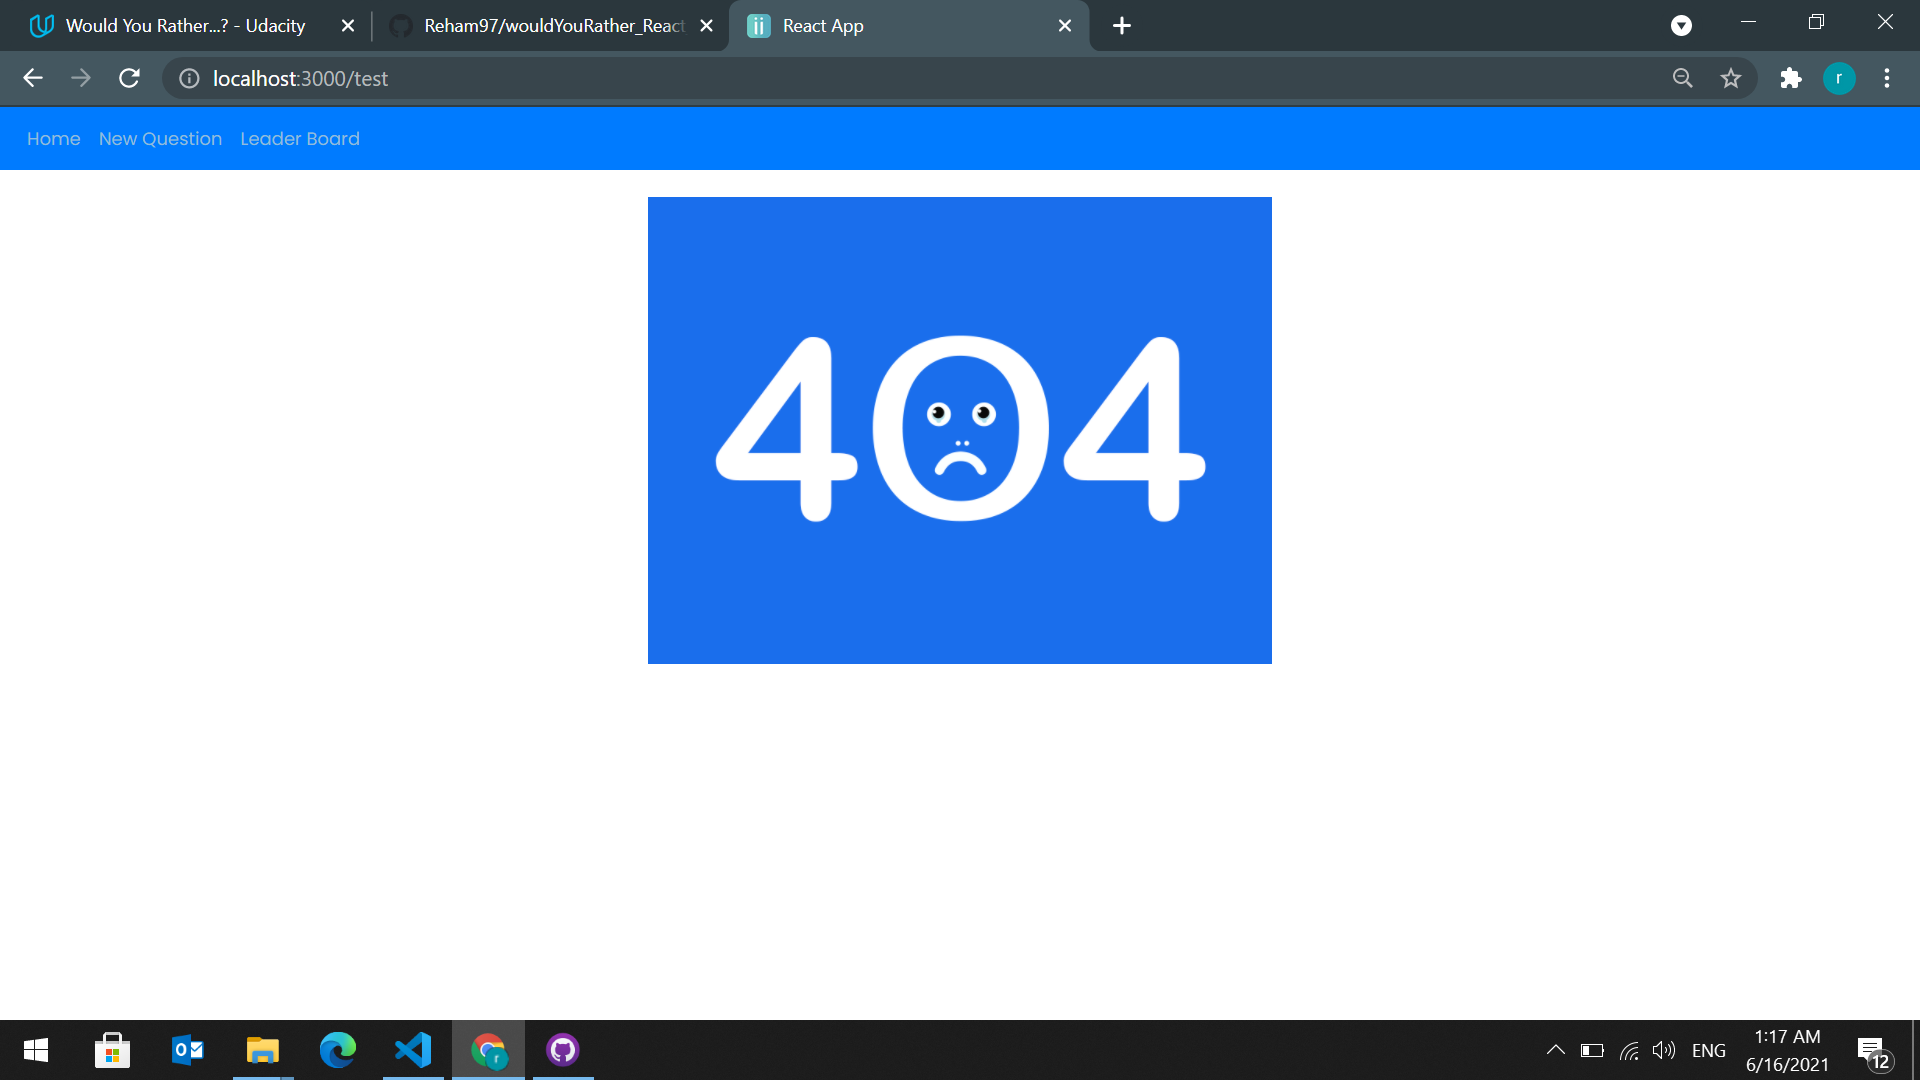 Would You Rather...? - Udacity
Reham97/wouldYouRather_React
React App
localhost:3000/test
r
Home New Question Leader Board
404
r
ENG
1:17 AM
6/16/2021
12